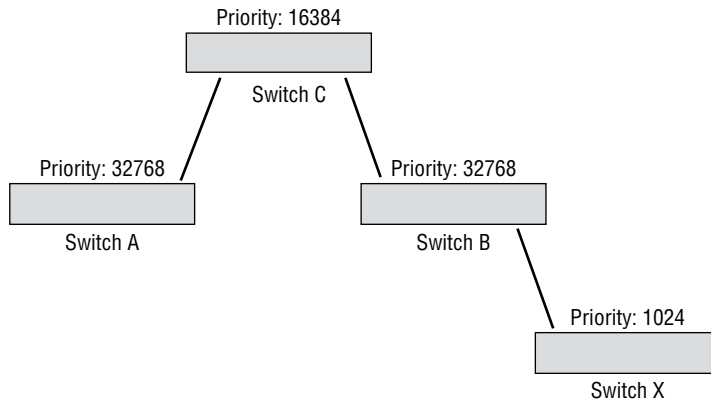 Priority: 16384
Switch C
Priority: 32768
Switch A
Priority: 32768
Switch B
Priority: 1024
Switch X